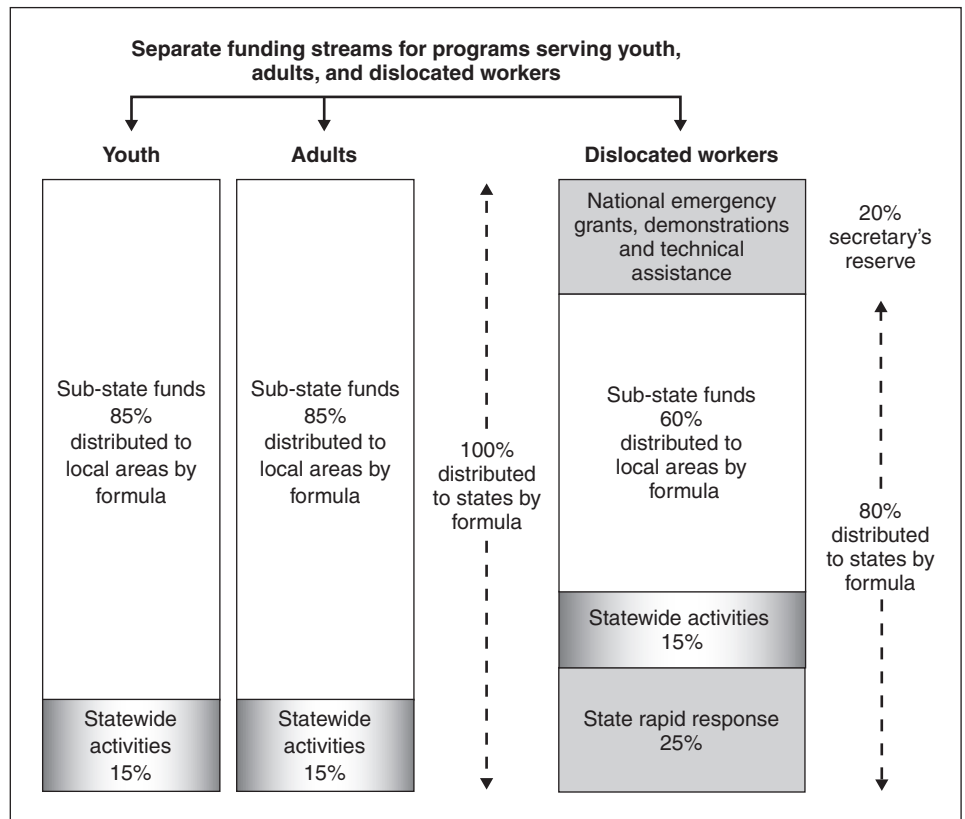 Separate funding streams for programs serving youth,
adults, and dislocated workers
Youth
Adults
Dislocated workers
Sub-state funds
85%
distributed to
local areas by
formula
Statewide
activities
15%
Sub-state funds
85%
distributed to
local areas by
formula
Statewide
activities
15%
100%
distributed
to states by
formula
National emergency
grants, demonstrations
and technical
assistance
Sub-state funds
60%
distributed to
local areas by
formula
Statewide activities
15%
State rapid response
25%
20%
secretary's
reserve
80%
distributed
to states by
formula